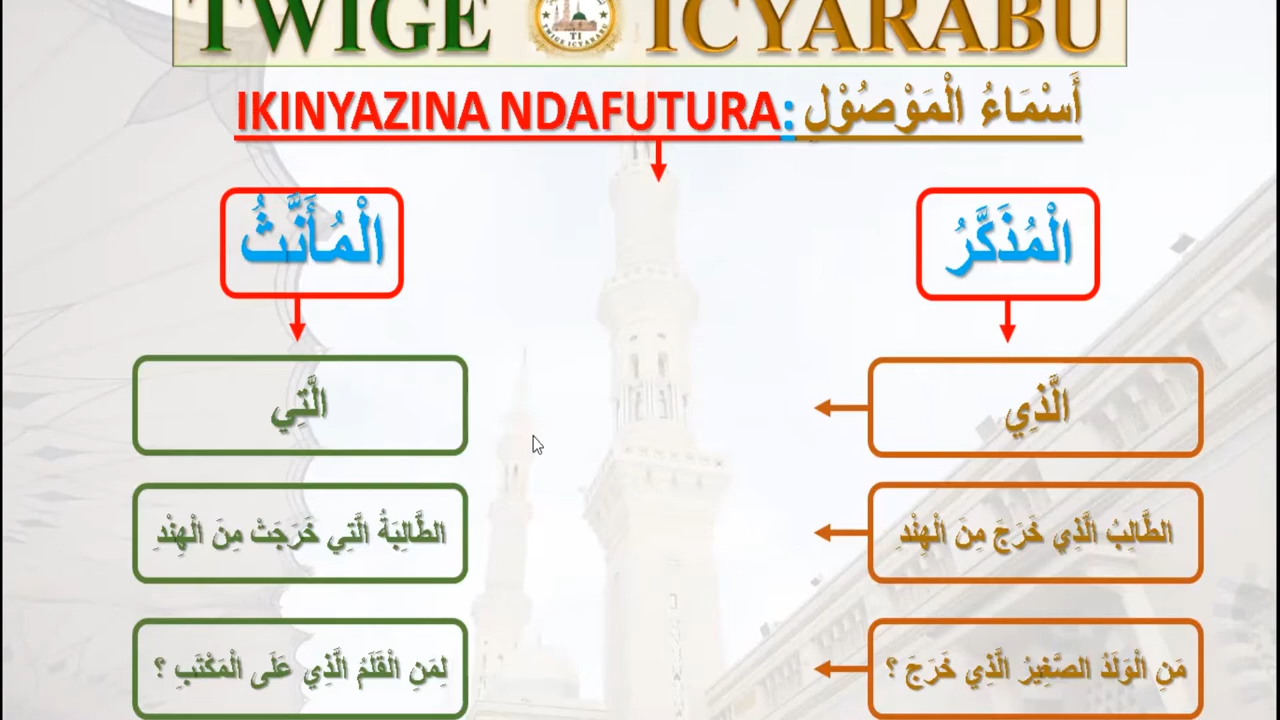 TWIGE ICYARABU
IKINYAZINA NDAFUTURA: أَسْمَاءُ الْمَوْصُوْلِ
الْمُذَكَّرُ
الْمُأَنَّثُ
الَّذِي
الَّتِي
الطَّالِبُ الَّذِي خَرَجَ مِنَ الْهِنْدِ
الطَّالِبَةُ الَّتِي خَرَجَتْ مِنَ الْهِنْدِ
مَنِ الْوَلَدُ الصَّغِيرُ الَّذِي خَرَجَ ؟
لِمَنِ الْقَلَمُ الَّذِي عَلَى الْمَكْتَبِ ؟